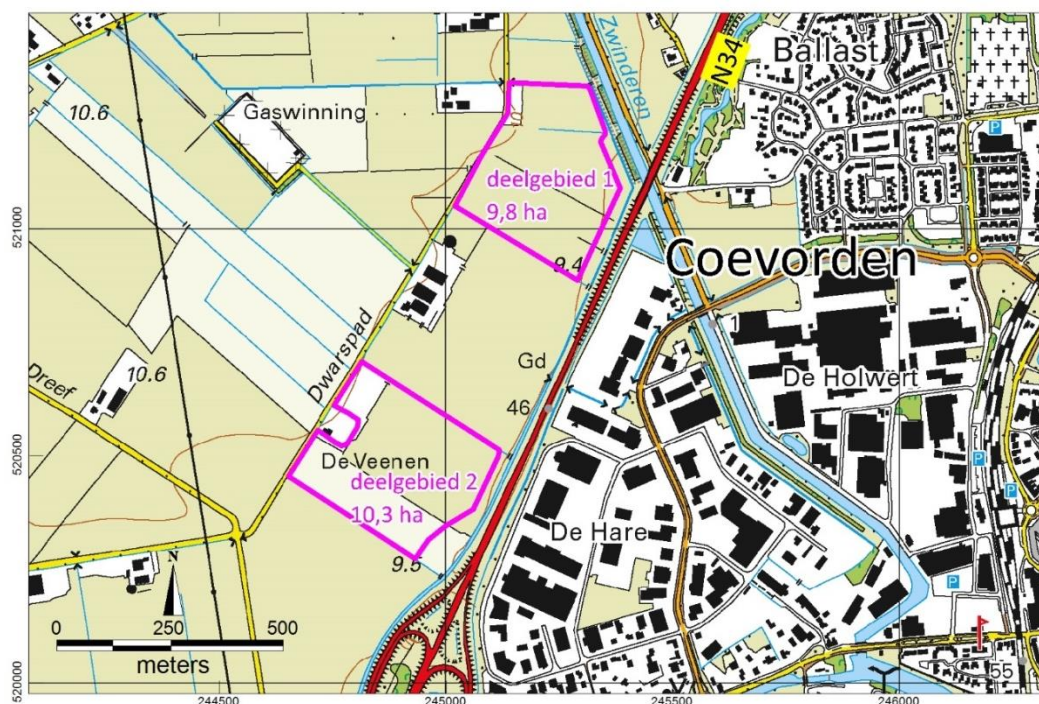 Zwinderen
N34
Ballast
10.6
Gaswinning
P
deelgebied 1
9,8 ha
521000
Coevorden
9.4
1
Dwarspad
Dreef
10.6
Gd
De Holwert
46
De Veenen
deelgebied 2
10,3 ha
520500
P
P
De Hare
9.5
N
P
0 250 500
meters
55
520000
244500 245000 245500 246000